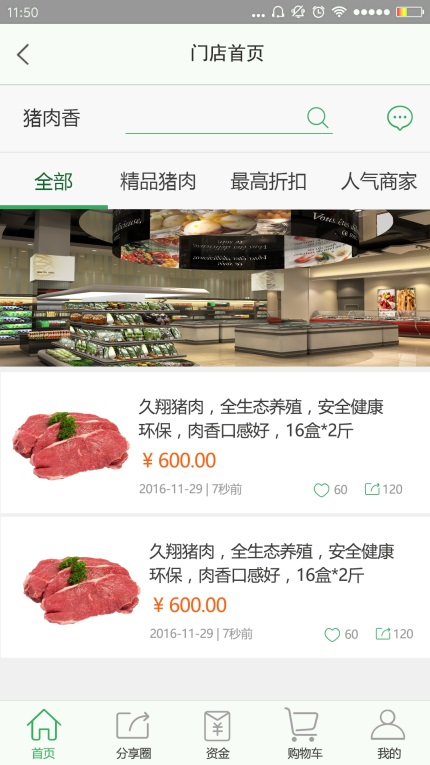 11:50
门店首页
猪肉香
全部 精品猪肉 最高折扣 人气商家
久翔猪肉，全生态养殖，安全健康
环保，肉香口感好，16盒*2斤
¥ 600.00
2016-11-29 | 7秒前 60 120
久翔猪肉，全生态养殖，安全健康
环保，肉香口感好，16盒*2斤
¥ 600.00
2016-11-29 | 7秒前 60 120
首页 分享圈 资金 购物车 我的